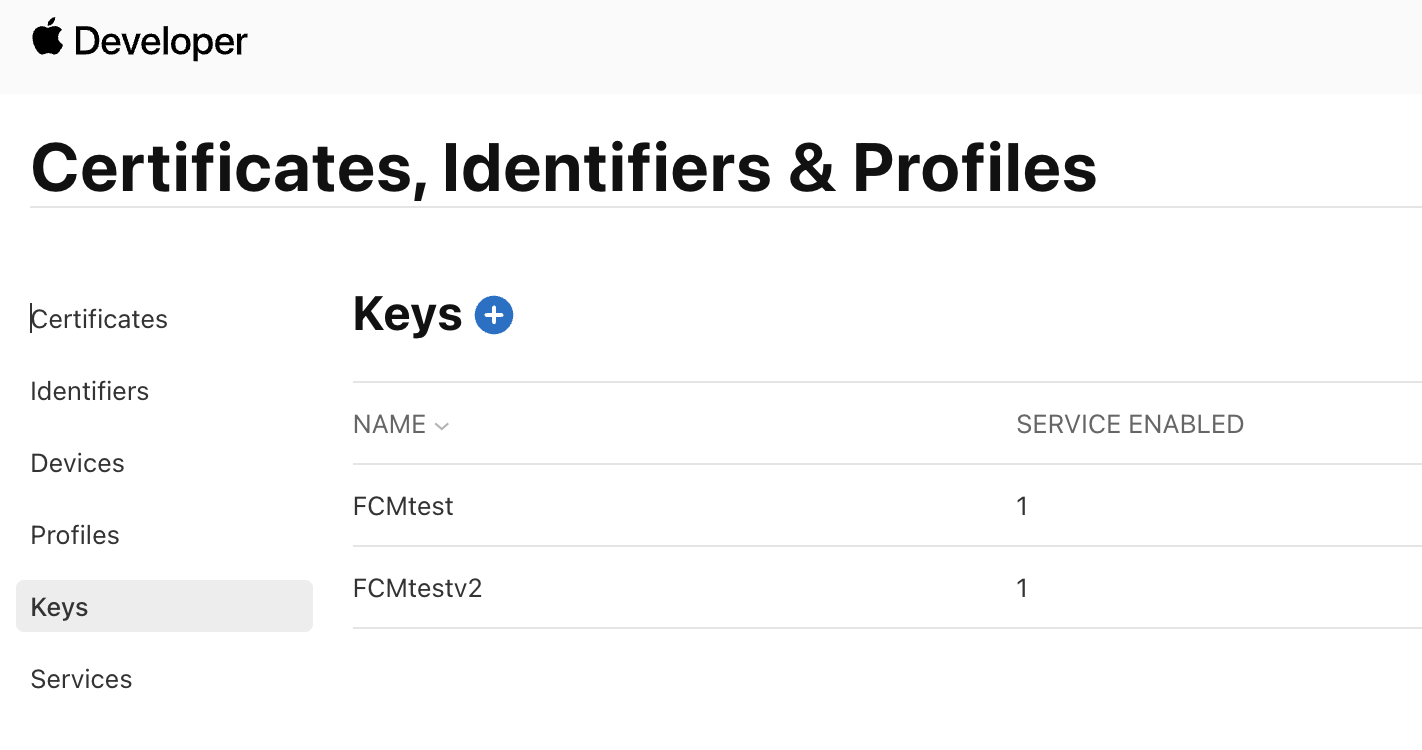 Developer
Certificates, Identifiers & Profiles
Certificates
Identifiers
Devices
Profiles
Keys
Services
Keys
NAME SERVICE ENABLED
FCMtest 1
FCMtestv2 1